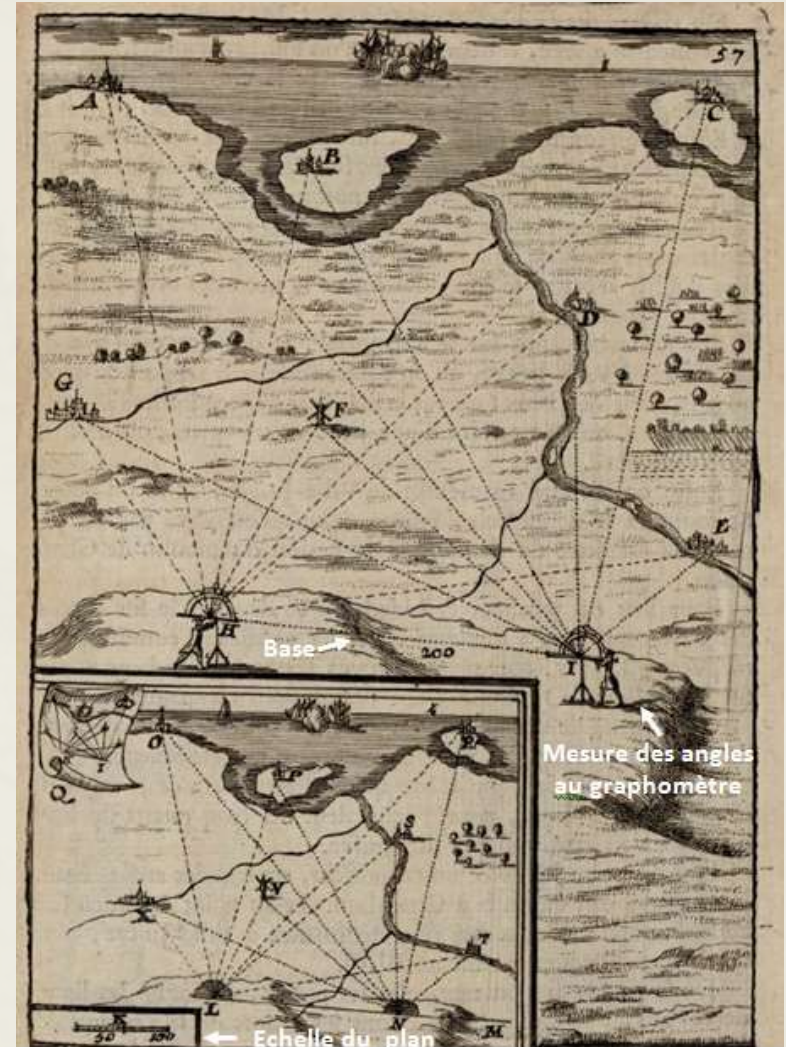 57
A
C
B
D
G
F
E
H
Base
200
I
Mesure des angles
au graphomètre
O
P
Q
S
V
X
T
L
N
M
K
50 100
Echelle du plan